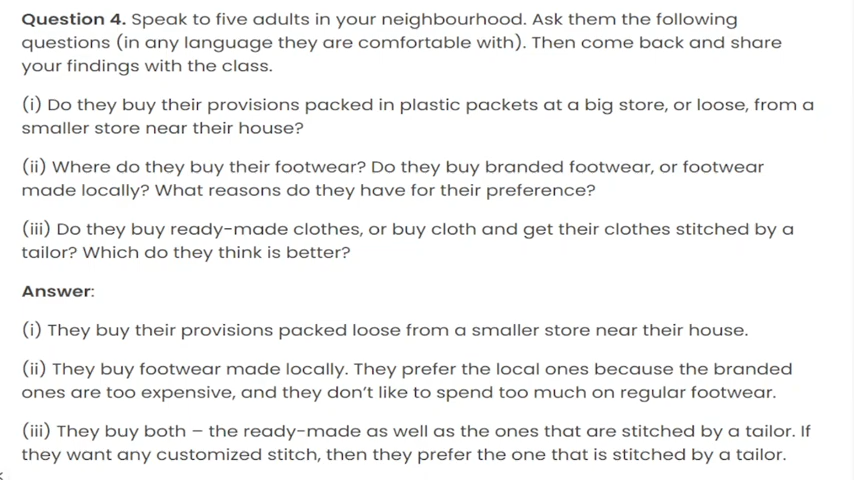 Question 4. Speak to five adults in your neighbourhood. Ask them the following
questions (in any language they are comfortable with). Then come back and share
your findings with the class.
(i) Do they buy their provisions packed in plastic packets at a big store, or loose, from a
smaller store near their house?
(ii) Where do they buy their footwear? Do they buy branded footwear, or footwear
made locally? What reasons do they have for their preference?
(iii) Do they buy ready-made clothes, or buy cloth and get their clothes stitched by a
tailor? Which do they think is better?
Answer:
(i) They buy their provisions packed loose from a smaller store near their house.
(ii) They buy footwear made locally. They prefer the local ones because the branded
ones are too expensive, and they don't like to spend too much on regular footwear.
(iii) They buy both – the ready-made as well as the ones that are stitched by a tailor. If
they want any customized stitch, then they prefer the one that is stitched by a tailor.